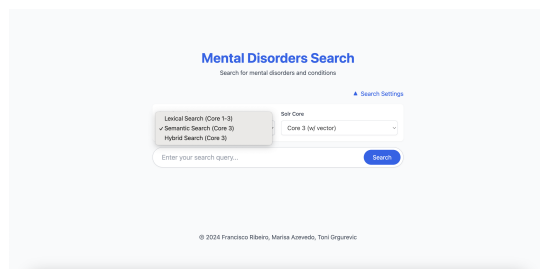 Mental Disorders Search
Search for mental disorders and conditions
▲ Search Settings
Lexical Search (Core 1-3)
✓ Semantic Search (Core 3)
Hybrid Search (Core 3)
Solr Core
Core 3 (w/ vector)
Enter your search query...
Search
© 2024 Francisco Ribeiro, Marisa Azevedo, Toni Grgurevic